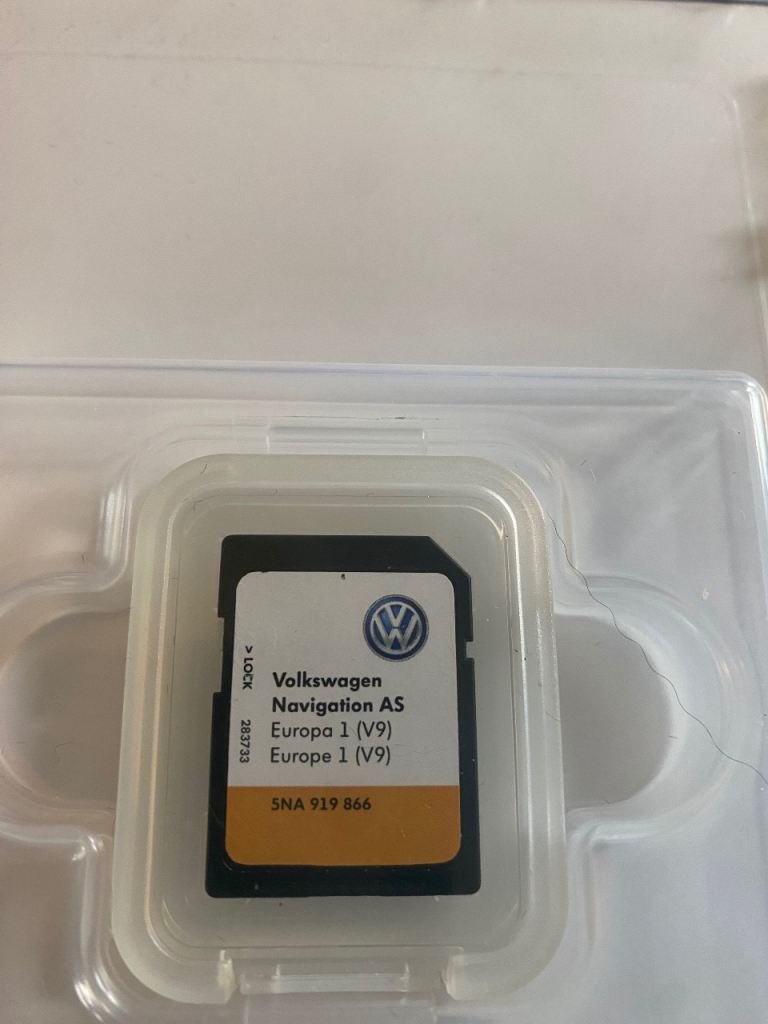 > LOCK
283733
Volkswagen
Navigation AS
Europa 1 (V9)
Europe 1 (V9)
5NA 919 866